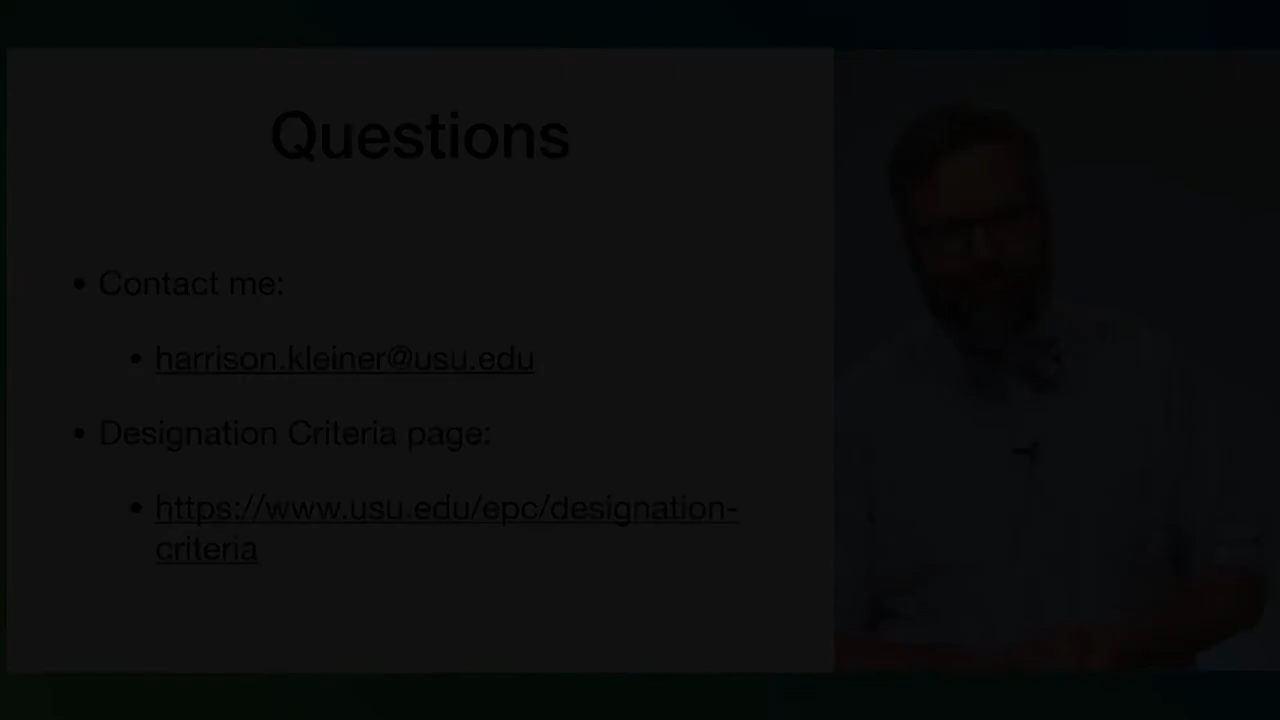 Questions
• Contact me:
• harrison.kleiner@usu.edu
• Designation Criteria page:
• https://www.usu.edu/epc/designation-
criteria